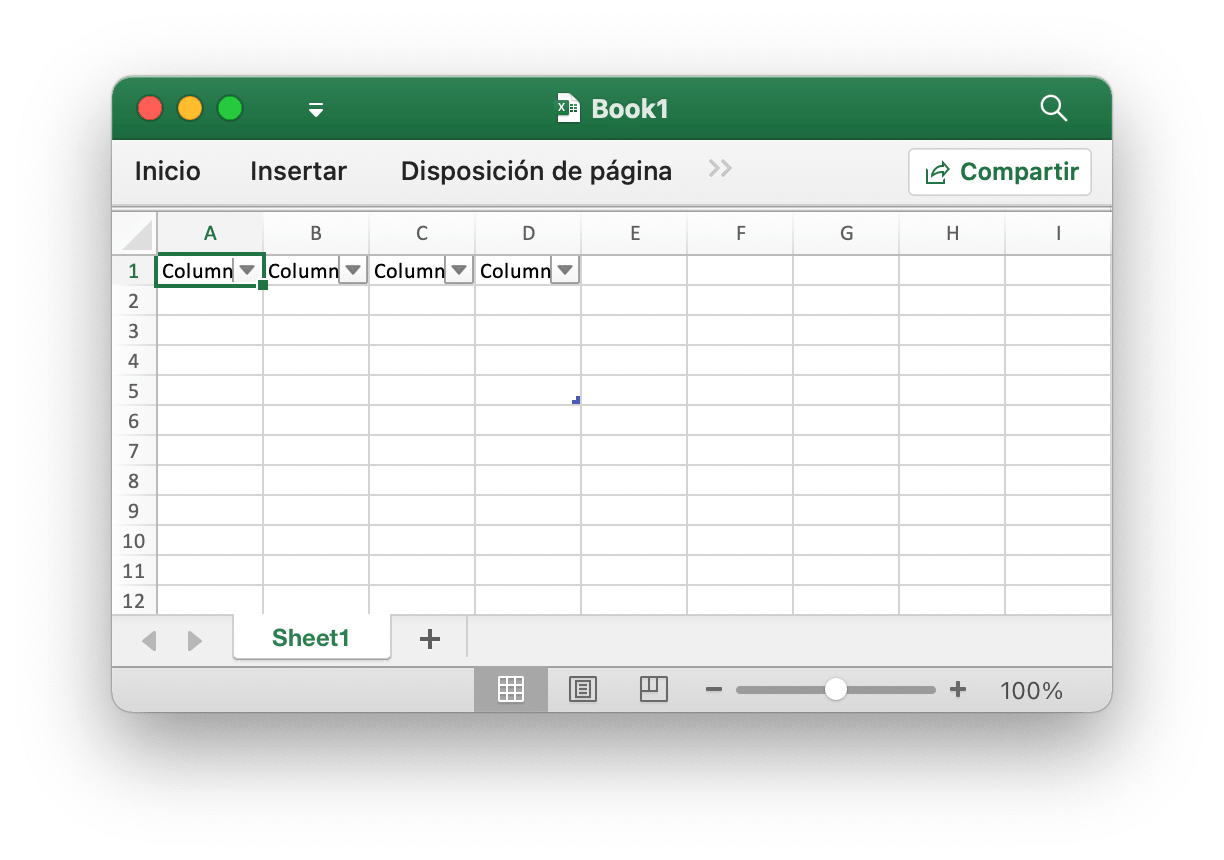 Book1
Inicio Insertar Disposición de página Compartir
A B C D E F G H I
1 Column Column Column Column
2
3
4
5
6
7
8
9
10
11
12
Sheet1
100%